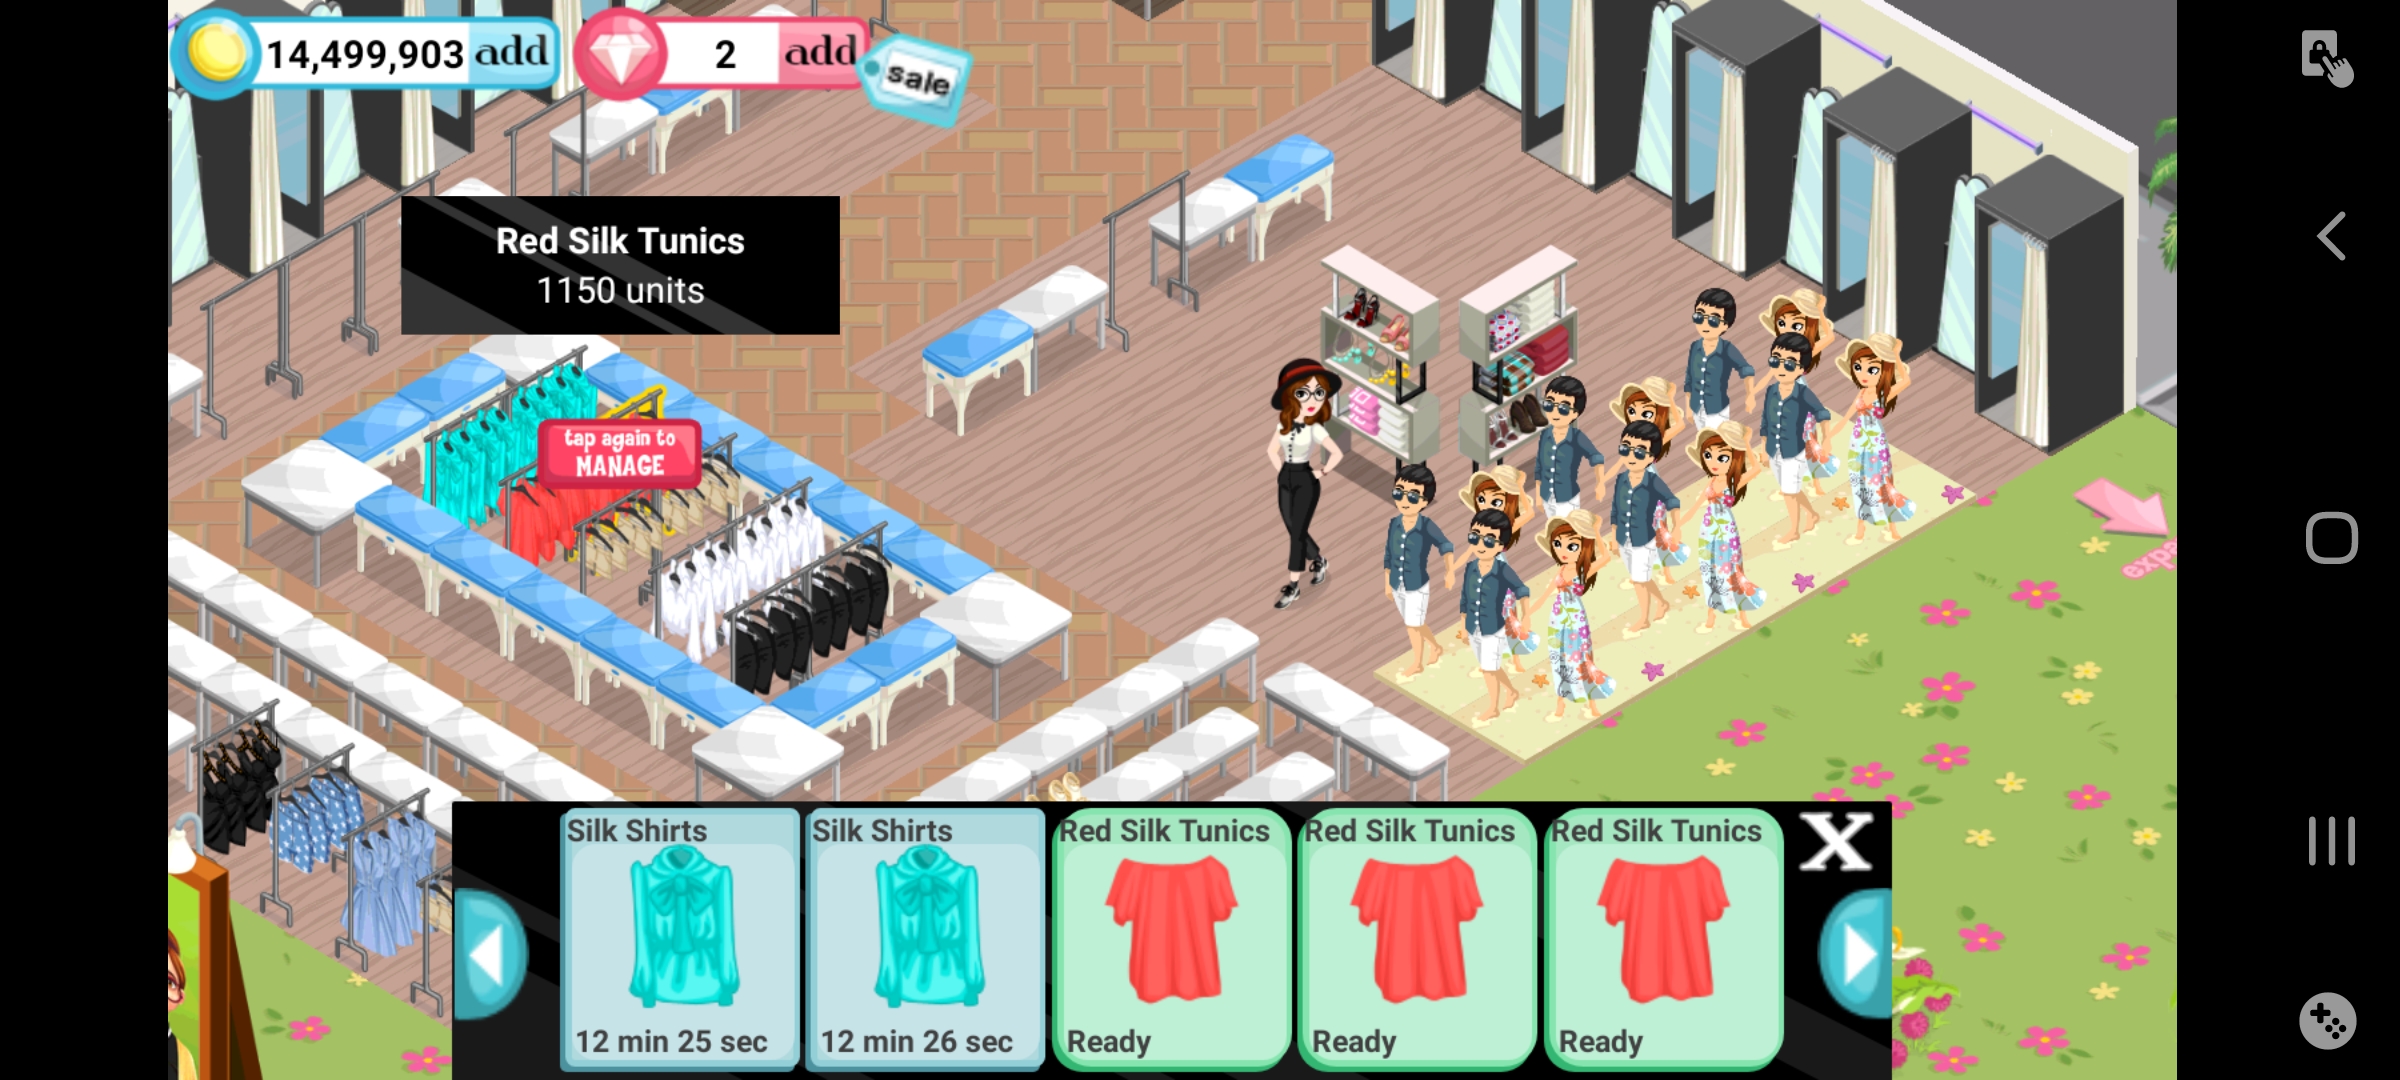 14,499,903 add
2 add
sale
Red Silk Tunics
1150 units
tap again to
MANAGE
Silk Shirts
12 min 25 sec
Silk Shirts
12 min 26 sec
Red Silk Tunics
Ready
Red Silk Tunics
Ready
Red Silk Tunics
Ready
X